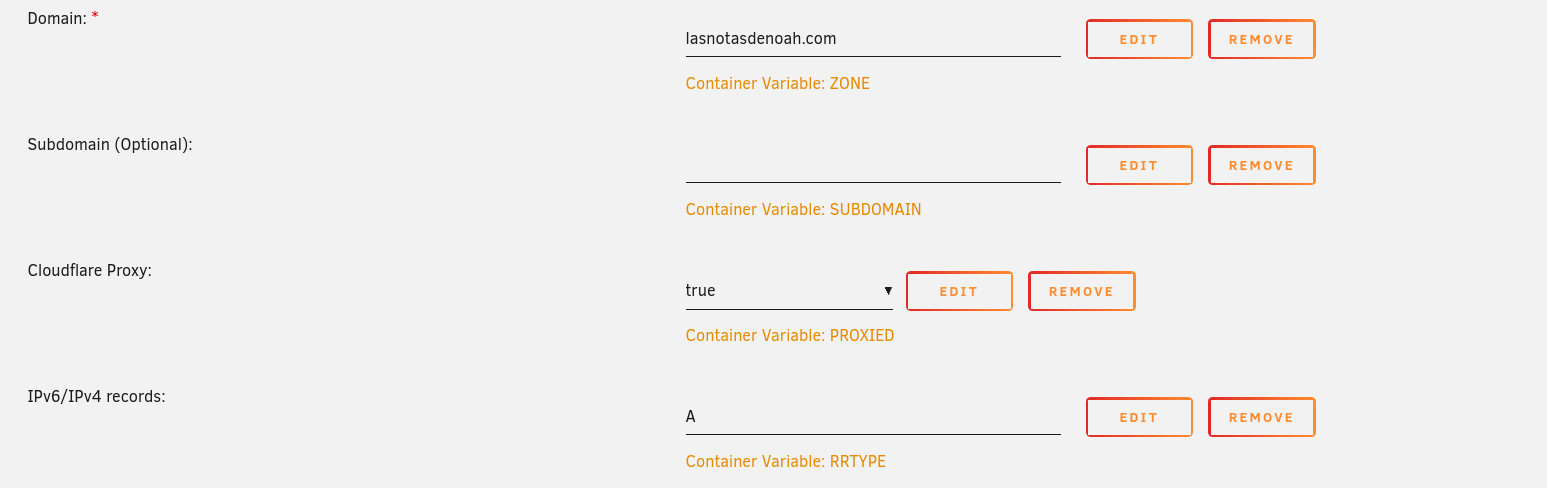 Domain: *
lasnotasdenoah.com EDIT REMOVE
Container Variable: ZONE
Subdomain (Optional):
EDIT REMOVE
Container Variable: SUBDOMAIN
Cloudflare Proxy:
true ▼ EDIT REMOVE
Container Variable: PROXIED
IPv6/IPv4 records:
A EDIT REMOVE
Container Variable: RRTYPE